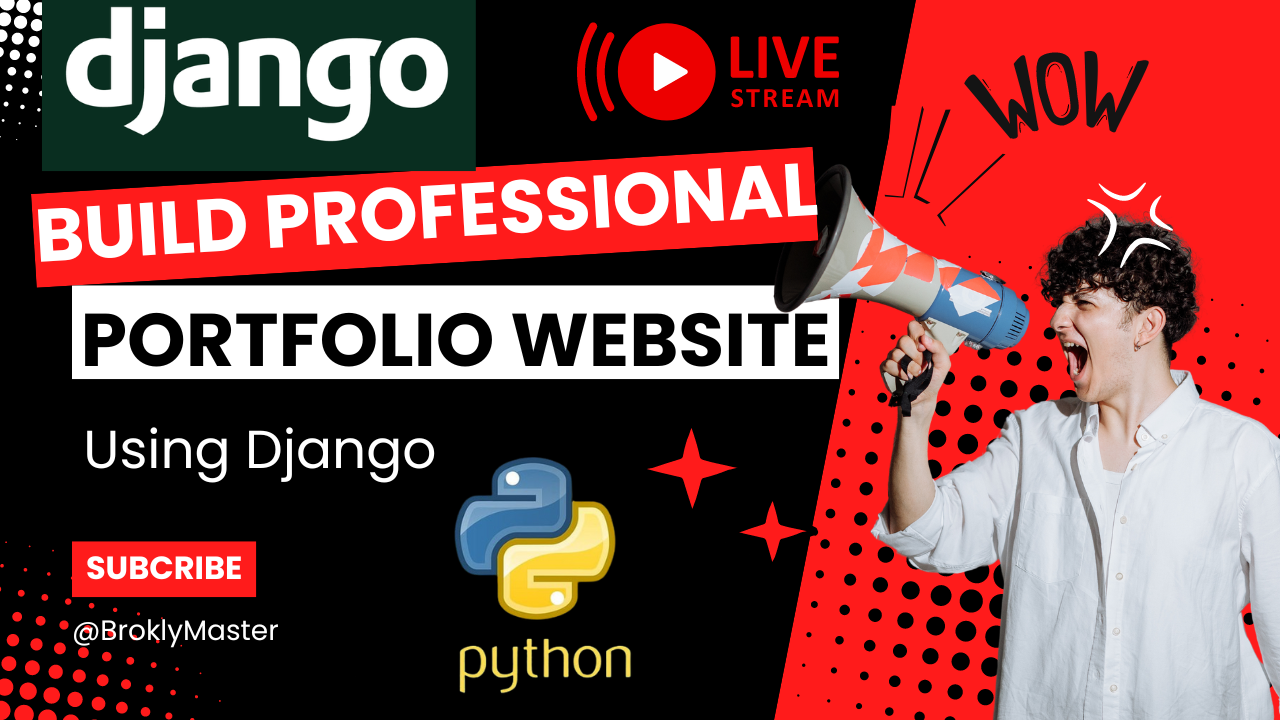 django
LIVE
STREAM
WOW
BUILD PROFESSIONAL
PORTFOLIO WEBSITE
Using Django
python
SUBCRIBE
@BroklyMaster